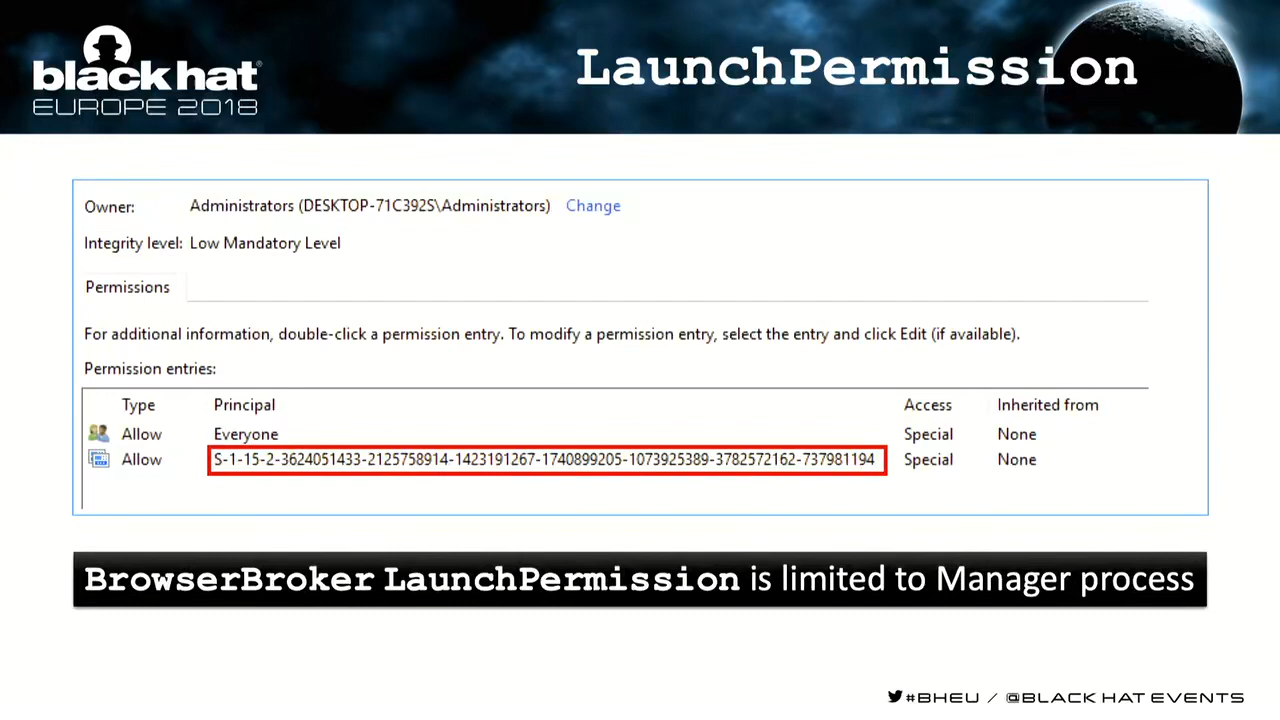 black hat®
EUROPE 2018
LaunchPermission
Owner: Administrators (DESKTOP-71C392S\Administrators) Change
Integrity level: Low Mandatory Level
Permissions
For additional information, double-click a permission entry. To modify a permission entry, select the entry and click Edit (if available).
Permission entries:
Type Principal Access Inherited from
Allow Everyone Special None
Allow S-1-15-2-3624051433-2125758914-1423191267-1740899205-1073925389-3782572162-737981194 Special None
BrowserBroker LaunchPermission is limited to Manager process
#BHEU / @BLACK HAT EVENTS